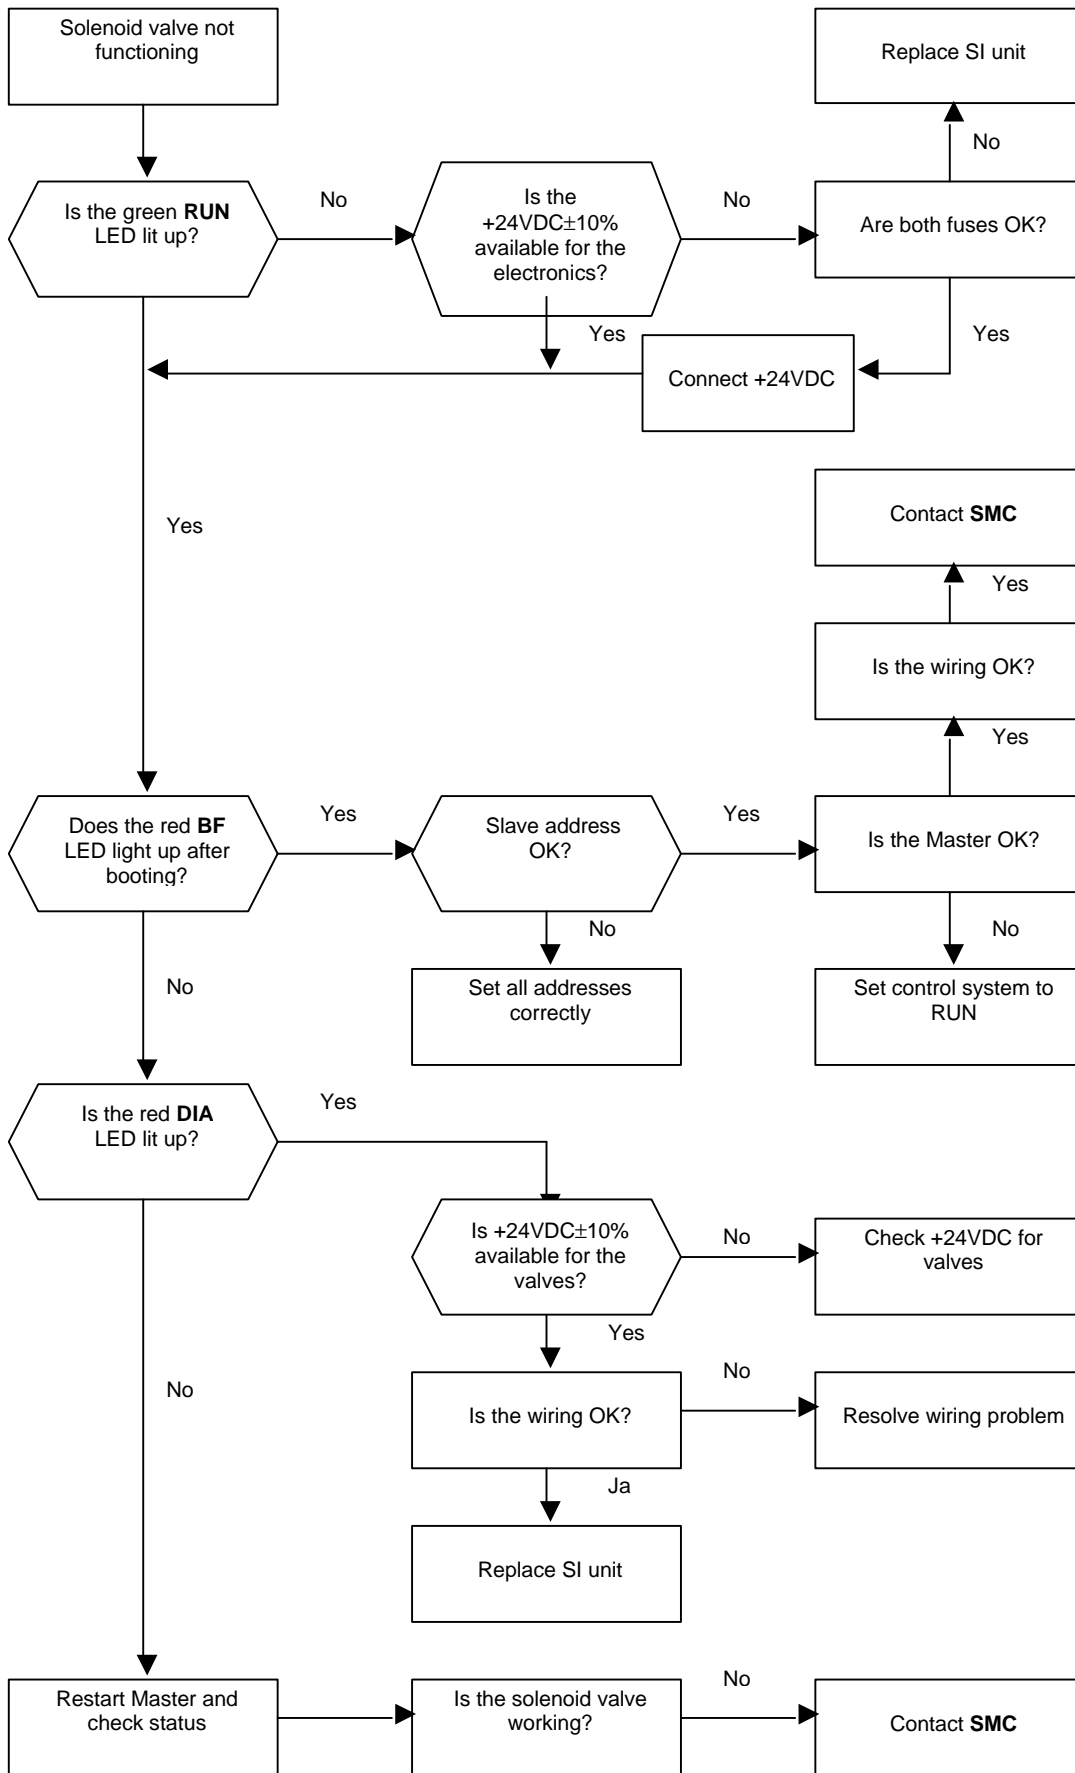 Solenoid valve not
functioning
Replace SI unit
No
Is the green RUN
LED lit up?
No
Is the
+24VDC±10%
available for the
electronics?
No
Are both fuses OK?
Yes
Yes
Connect +24VDC
Yes
Contact SMC
Yes
Is the wiring OK?
Yes
Does the red BF
LED light up after
booting?
Yes
Slave address
OK?
Yes
Is the Master OK?
No
No
No
Set all addresses
correctly
Set control system to
RUN
Is the red DIA
LED lit up?
Yes
Is +24VDC±10%
available for the
valves?
No
Check +24VDC for
valves
Yes
No
Is the wiring OK?
No
Resolve wiring problem
Ja
Replace SI unit
Restart Master and
check status
Is the solenoid valve
working?
No
Contact SMC